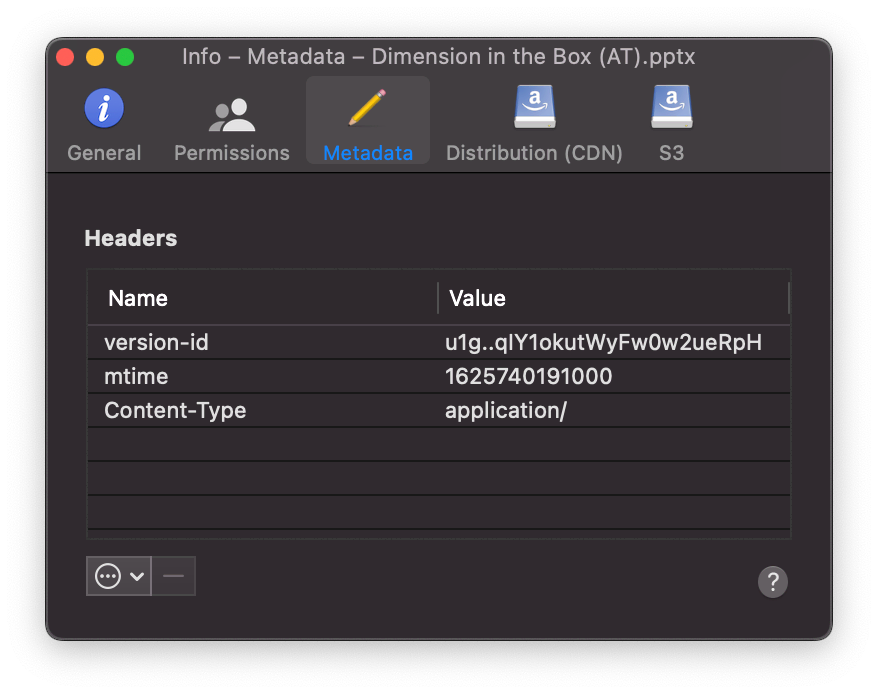 Info – Metadata – Dimension in the Box (AT).pptx
General Permissions Metadata Distribution (CDN) S3
Headers
Name Value
version-id u1g..qIY1okutWyFw0w2ueRpH
mtime 1625740191000
Content-Type application/
?